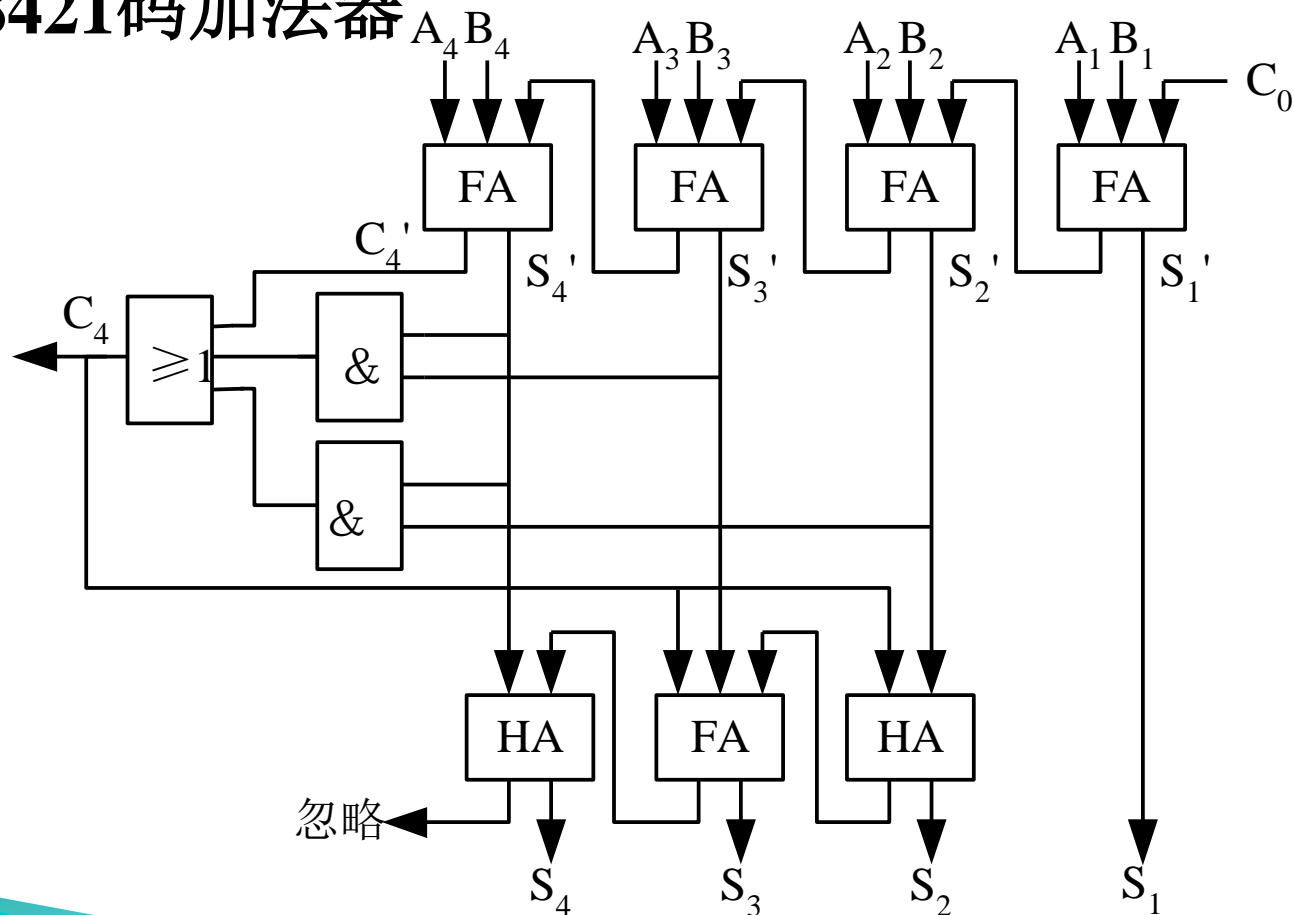 8421码加法器
A₄ B₄ A₃ B₃ A₂ B₂ A₁ B₁
C₀
FA FA FA FA
C₄'
S₄' S₃' S₂' S₁'
C₄
≥1 &
&
HA FA HA
忽略
S₄ S₃ S₂ S₁